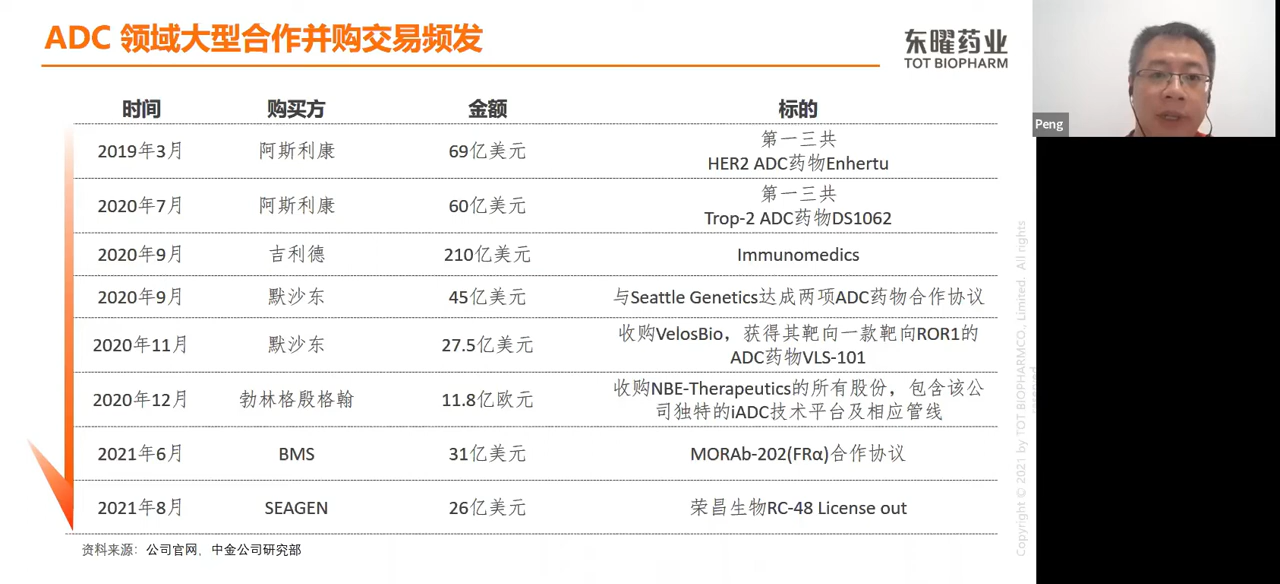 ADC 领域大型合作并购交易频发
东曜药业
TOT BIOPHARM
Peng
时间 购买方 金额 标的
2019年3月 阿斯利康 69亿美元 第一三共
HER2 ADC药物Enhertu
2020年7月 阿斯利康 60亿美元 第一三共
Trop-2 ADC药物DS1062
2020年9月 吉利德 210亿美元 Immunomedics
2020年9月 默沙东 45亿美元 与Seattle Genetics达成两项ADC药物合作协议
2020年11月 默沙东 27.5亿美元 收购VelosBio，获得其靶向一款靶向ROR1的
ADC药物VLS-101
2020年12月 勃林格殷格翰 11.8亿欧元 收购NBE-Therapeutics的所有股份，包含该公
司独特的iADC技术平台及相应管线
2021年6月 BMS 31亿美元 MORAb-202(FRα)合作协议
2021年8月 SEAGEN 26亿美元 荣昌生物RC-48 License out
资料来源：公司官网，中金公司研究部
Copyright © 2021 by TOT BIOPHARMCO., Limited. All rights
reserved